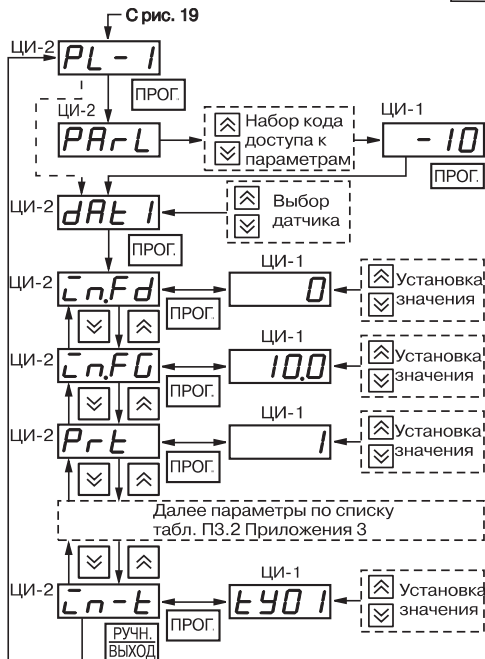 С рис. 19
ЦИ-2 PL - 1
ПРОГ.
ЦИ-2
PArL
Набор кода
доступа к
параметрам
ЦИ-1
- 10
ПРОГ.
ЦИ-2 dAt 1
Выбор
датчика
ПРОГ.
ЦИ-2 in.Fd
ПРОГ.
ЦИ-1
0
Установка
значения
ЦИ-2 in.FG
ПРОГ.
ЦИ-1
10.0
Установка
значения
ЦИ-2 Prt
ПРОГ.
ЦИ-1
1
Установка
значения
Далее параметры по списку
табл. П3.2 Приложения 3
ЦИ-2 in-t
ПРОГ.
ЦИ-1
tY01
Установка
значения
РУЧН.
ВЫХОД